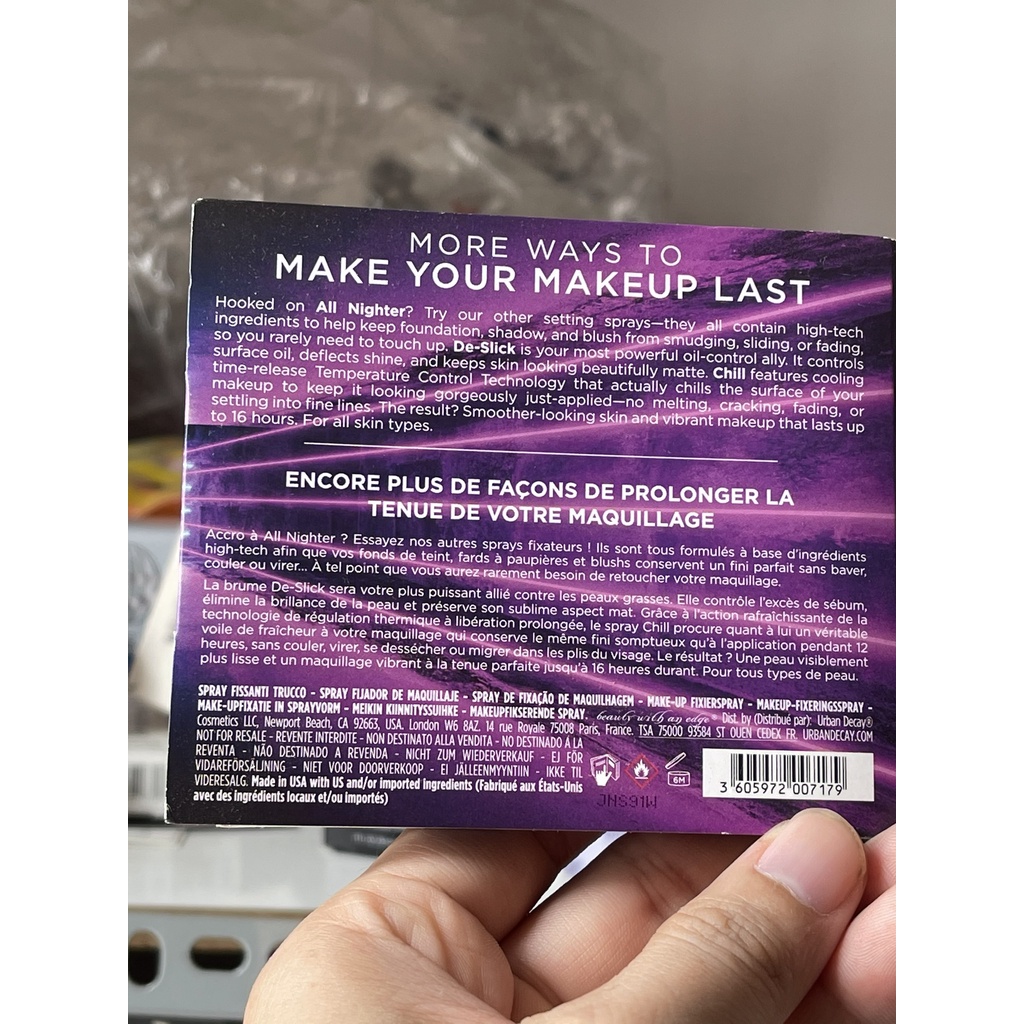 MORE WAYS TO
MAKE YOUR MAKEUP LAST
Hooked on All Nighter? Try our other setting sprays—they all contain high-tech
ingredients to help keep foundation, shadow, and blush from smudging, sliding, or fading,
so you rarely need to touch up. De-Slick is your most powerful oil-control ally. It controls
surface oil, deflects shine, and keeps skin looking beautifully matte. Chill features cooling
time-release Temperature Control Technology that actually chills the surface of your
makeup to keep it looking gorgeously just-applied—no melting, cracking, fading, or
settling into fine lines. The result? Smoother-looking skin and vibrant makeup that lasts up
to 16 hours. For all skin types.
ENCORE PLUS DE FAÇONS DE PROLONGER LA
TENUE DE VOTRE MAQUILLAGE
Accro à All Nighter ? Essayez nos autres sprays fixateurs ! Ils sont tous formulés à base d'ingrédients
high-tech afin que vos fonds de teint, fards à paupières et blushs conservent un fini parfait sans baver,
couler ou virer... À tel point que vous aurez rarement besoin de retoucher votre maquillage.
La brume De-Slick sera votre plus puissant allié contre les peaux grasses. Elle contrôle l'excès de sébum,
élimine la brillance de la peau et préserve son sublime aspect mat. Grâce à l'action rafraîchissante de la
technologie de régulation thermique à libération prolongée, le spray Chill procure quant à lui un véritable
voile de fraîcheur à votre maquillage qui conserve le même fini somptueux qu'à l'application pendant 12
heures, sans couler, virer, se dessécher ou migrer dans les plis du visage. Le résultat ? Une peau visiblement
plus lisse et un maquillage vibrant à la tenue parfaite jusqu'à 16 heures durant. Pour tous types de peau.
SPRAY FISSANTI TRUCCO - SPRAY FIJADOR DE MAQUILLAJE - SPRAY DE FIXAÇÃO DE MAQUILHAGEM - MAKE-UP FIXIERSPRAY - MAKEUP-FIXERINGSSPRAY -
MAKE-UPFIXATIE IN SPRAYVORM - MEIKIN KIINNITYSSUIHKE - MAKEUPFIKSERENDE SPRAY. beauty with an edge® Dist. by (Distribué par): Urban Decay®
Cosmetics LLC, Newport Beach, CA 92663, USA. London W6 8AZ. 14 rue Royale 75008 Paris, France. TSA 75000 93584 ST OUEN CEDEX FR. URBANDECAY.COM
NOT FOR RESALE - REVENTE INTERDITE - NON DESTINATO ALLA VENDITA - NO DESTINADO A LA
REVENTA - NÃO DESTINADO A REVENDA - NICHT ZUM WIEDERVERKAUF - EJ FÖR
VIDAREFÖRSÄLJNING - NIET VOOR DOORVERKOOP - EI JÄLLEENMYYNTIIN - IKKE TIL
VIDERESALG. Made in USA with US and/or imported ingredients (Fabriqué aux États-Unis
avec des ingrédients locaux et/ou importés)
6M
JNS91W
3 605972 007179